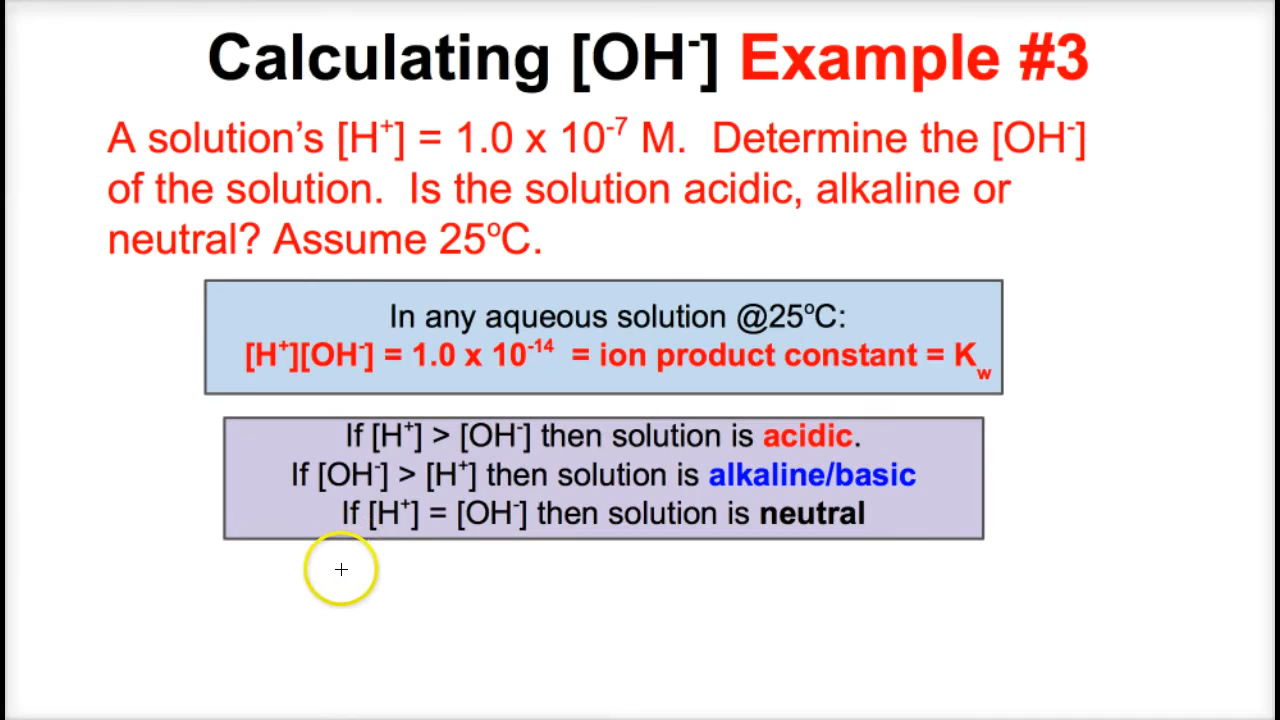 Calculating [OH⁻] Example #3
A solution’s [H⁺] = 1.0 x 10⁻⁷ M. Determine the [OH⁻]
of the solution. Is the solution acidic, alkaline or
neutral? Assume 25ºC.
In any aqueous solution @25ºC:
[H⁺][OH⁻] = 1.0 x 10⁻¹⁴ = ion product constant = K_w
If [H⁺] > [OH⁻] then solution is acidic.
If [OH⁻] > [H⁺] then solution is alkaline/basic
If [H⁺] = [OH⁻] then solution is neutral